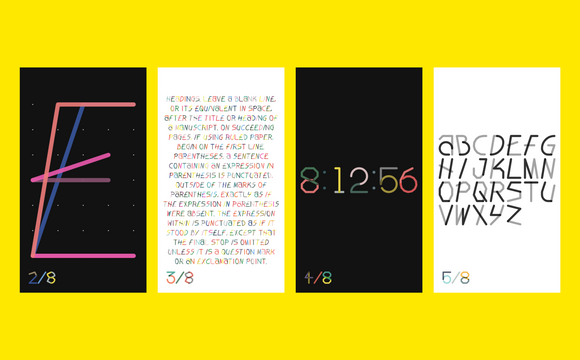 E
2/8
HEADINGS. LEAVE A BLANK LINE,
OR ITS EQUIVALENT IN SPACE,
AFTER THE TITLE OR HEADING OF
A MANUSCRIPT. ON SUCCEEDING
PAGES, IF USING RULED PAPER,
BEGIN ON THE FIRST LINE.
PARENTHESES. A SENTENCE
CONTAINING AN EXPRESSION IN
PARENTHESIS IS PUNCTUATED,
OUTSIDE OF THE MARKS OF
PARENTHESIS, EXACTLY AS IF
THE EXPRESSION IN PARENTHESIS
WERE ABSENT. THE EXPRESSION
WITHIN IS PUNCTUATED AS IF IT
STOOD BY ITSELF, EXCEPT THAT
THE FINAL STOP IS OMITTED
UNLESS IT IS A QUESTION MARK
OR AN EXCLAMATION POINT.
3/8
8:12:56
4/8
aBCDEFG
HIJKLMN
OPQRSTU
VWXYZ
5/8